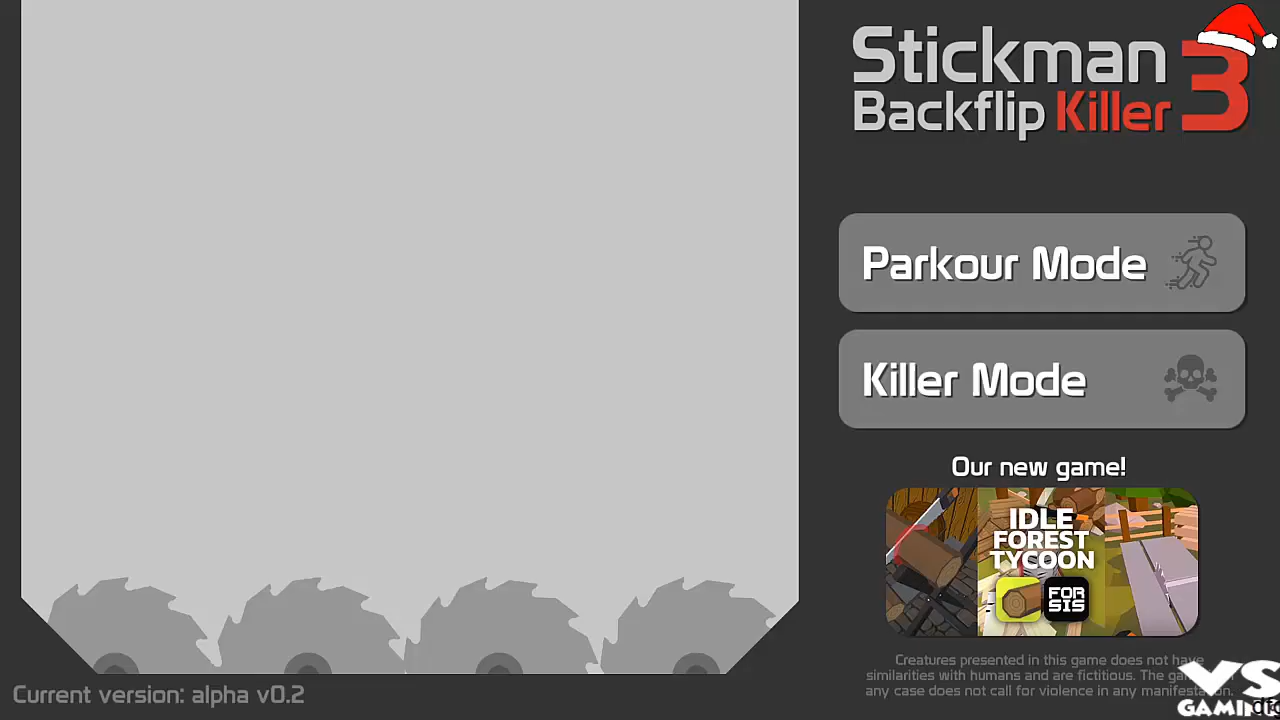 Stickman
Backflip Killer 3
Parkour Mode
Killer Mode
Our new game!
IDLE
FOREST
TYCOON
FOR
SIS
Creatures presented in this game does not have
similarities with humans and are fictitious. The
any case does not call for violence in any
Current version: alpha v0.2
VS
GAMING